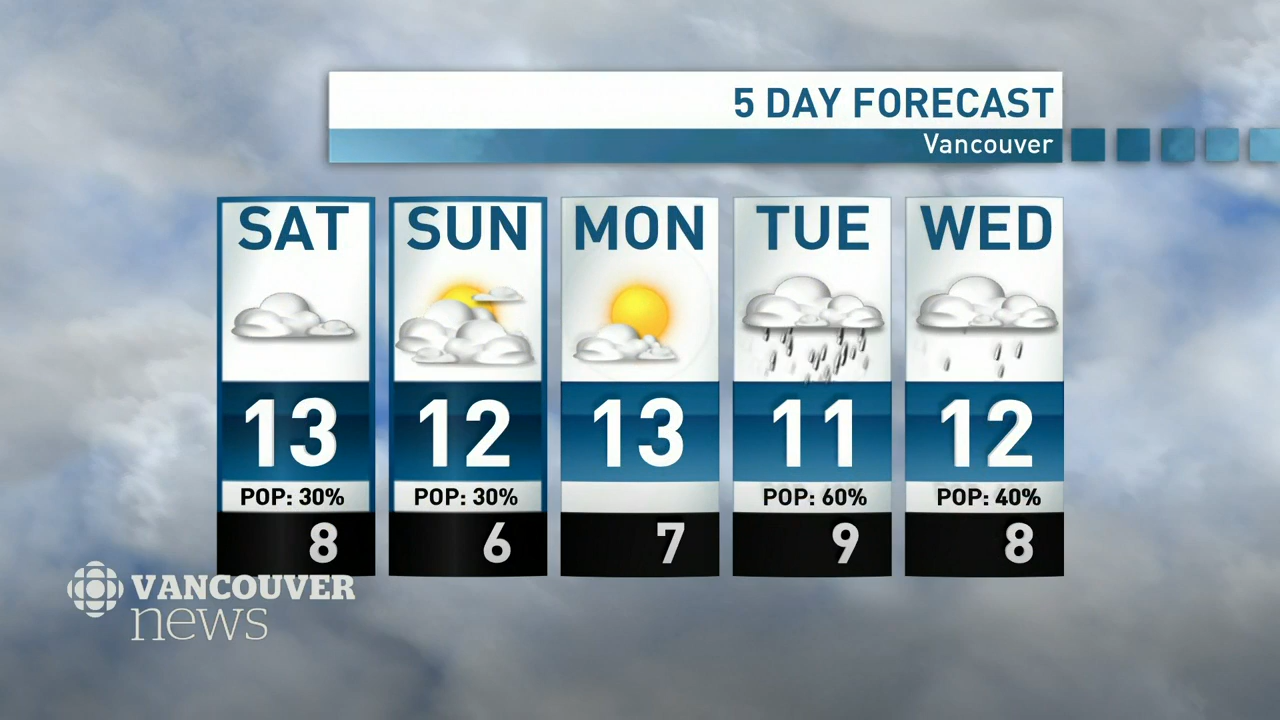 5 DAY FORECAST
Vancouver
SAT SUN MON TUE WED
13 12 13 11 12
POP: 30% POP: 30% POP: 60% POP: 40%
8 6 7 9 8
VANCOUVER
news